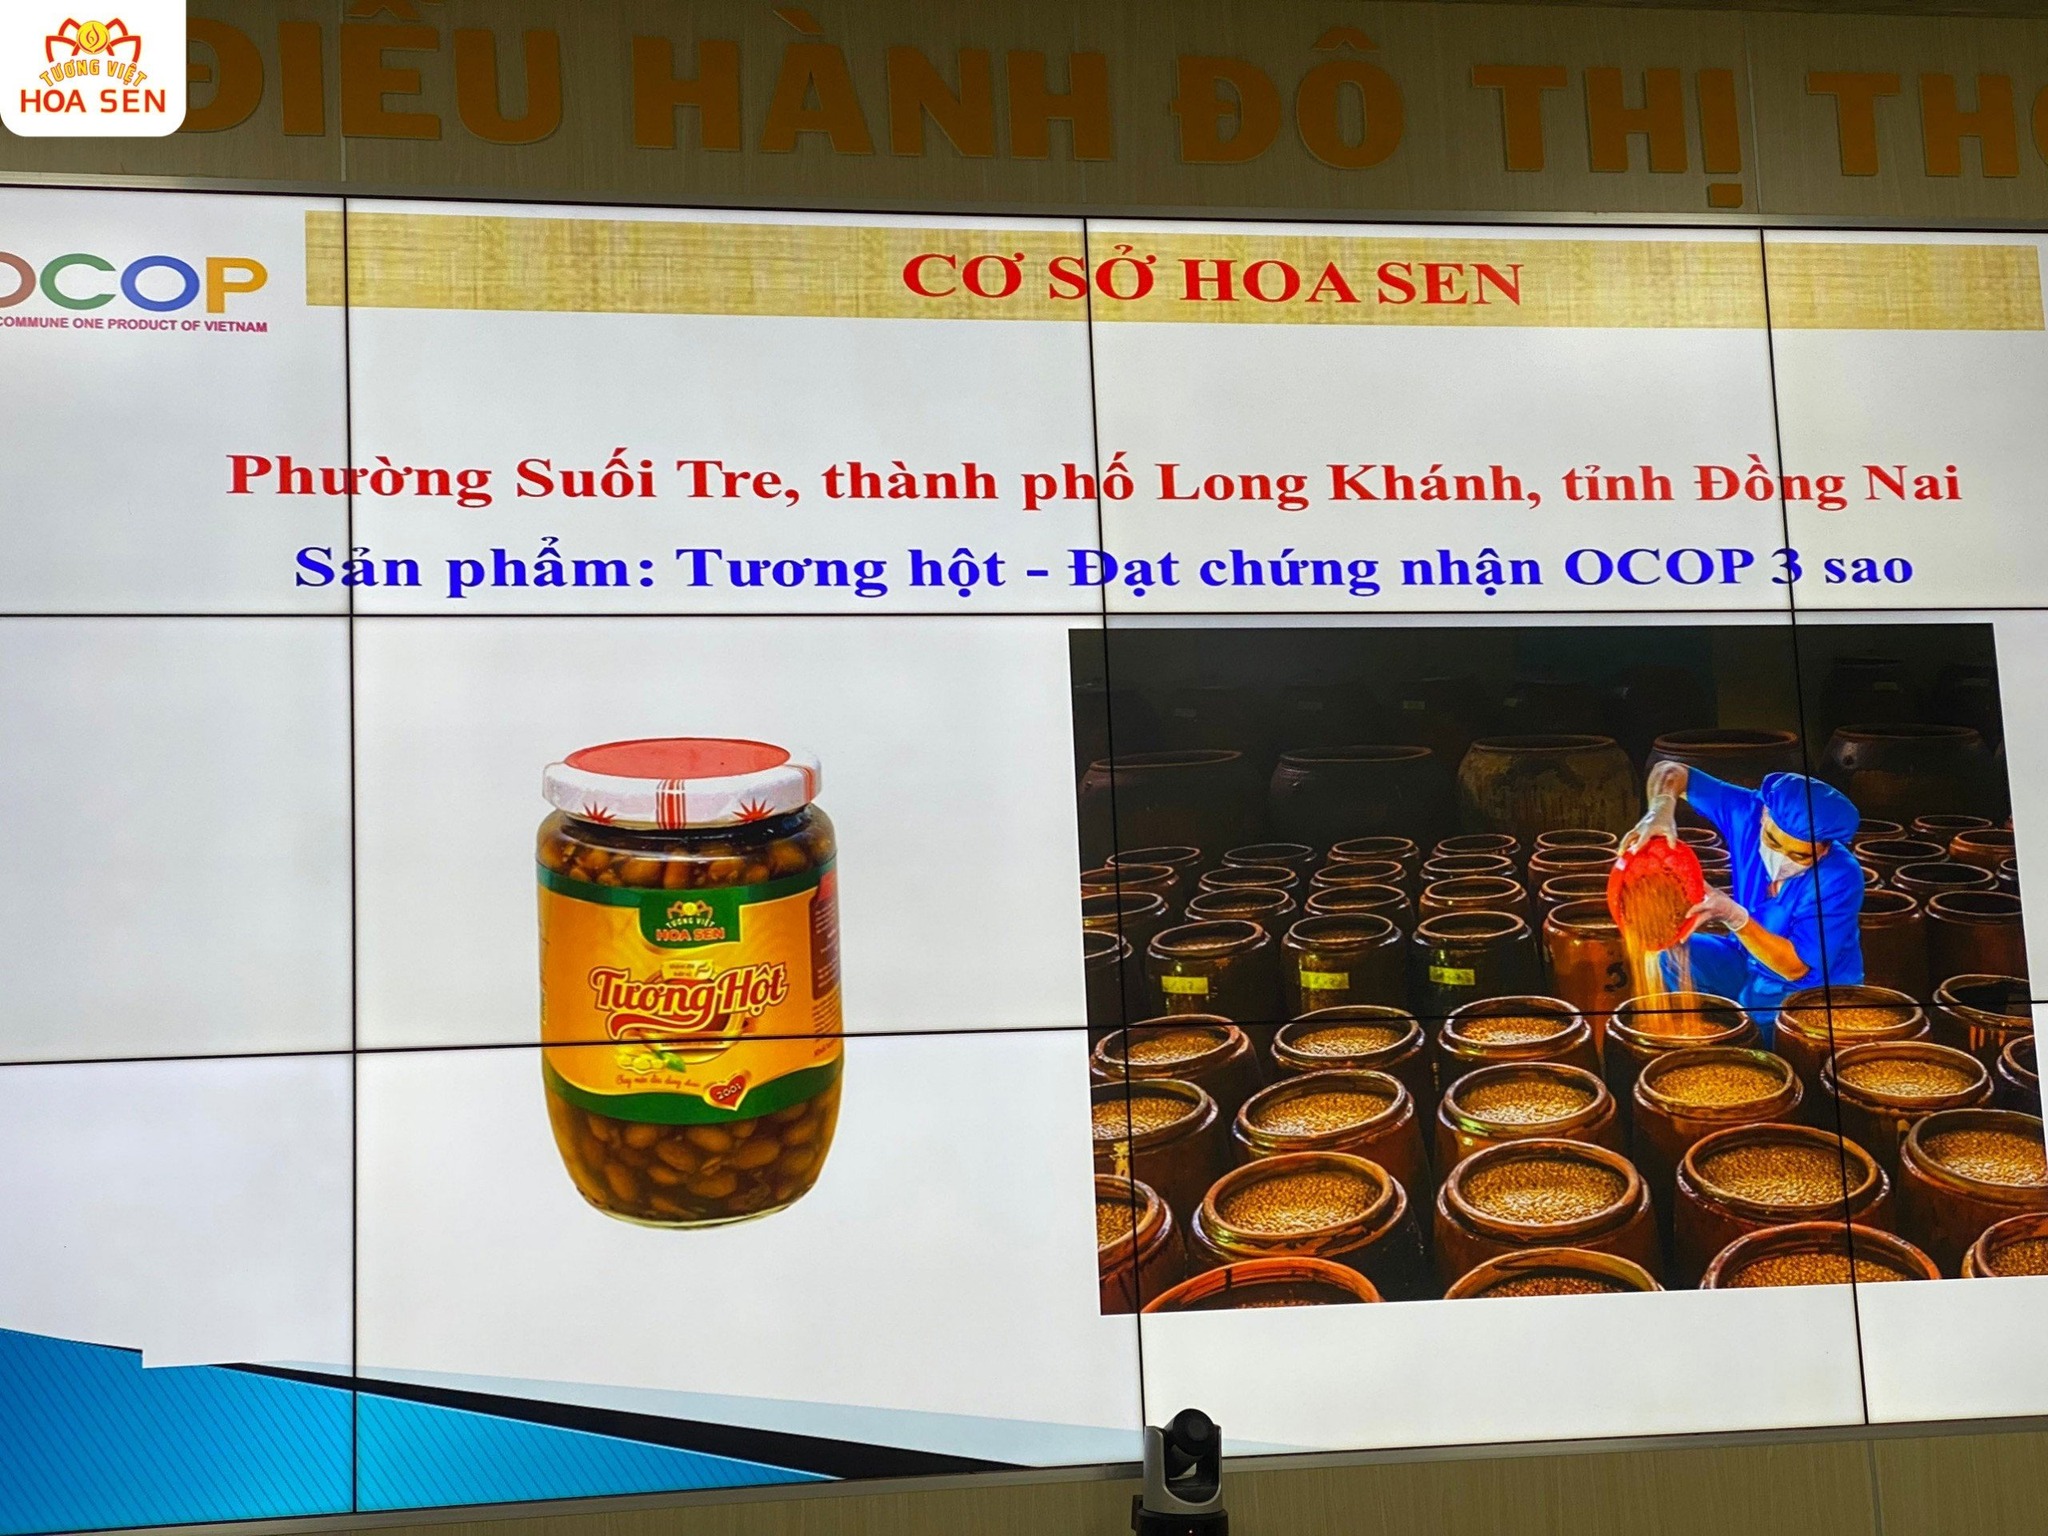 TƯƠNG VIỆT
HOA SEN
ĐIỀU HÀNH ĐÔ THỊ
OCOP
COMMUNE ONE PRODUCT OF VIETNAM
CƠ SỞ HOA SEN
Phường Suối Tre, thành phố Long Khánh, tỉnh Đồng Nai
Sản phẩm: Tương hột - Đạt chứng nhận OCOP 3 sao
TƯƠNG VIỆT
HOA SEN
Tương Hột
2001
3